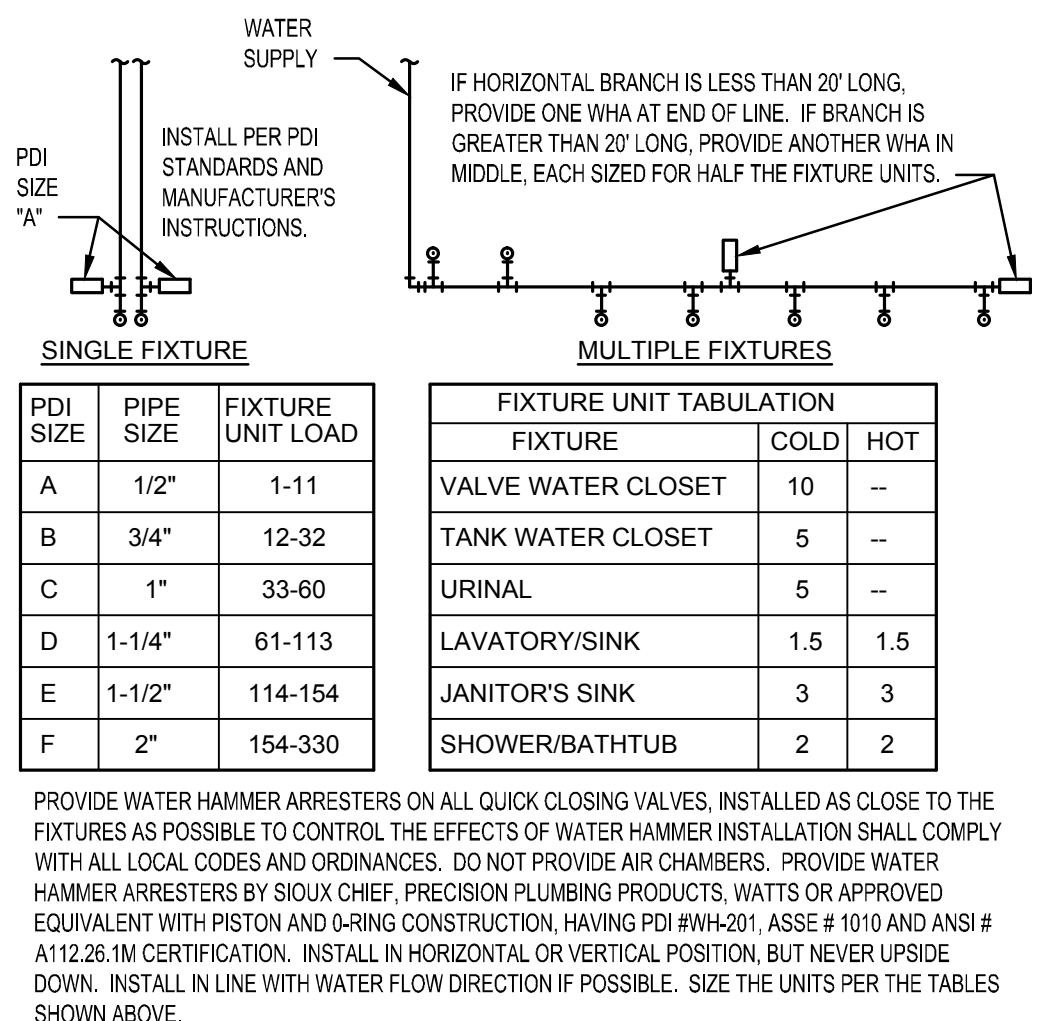 WATER
SUPPLY
IF HORIZONTAL BRANCH IS LESS THAN 20' LONG,
PROVIDE ONE WHA AT END OF LINE. IF BRANCH IS
GREATER THAN 20' LONG, PROVIDE ANOTHER WHA IN
MIDDLE, EACH SIZED FOR HALF THE FIXTURE UNITS.
INSTALL PER PDI
STANDARDS AND
MANUFACTURER'S
INSTRUCTIONS.
PDI
SIZE
"A"
SINGLE FIXTURE
MULTIPLE FIXTURES
PDI SIZE PIPE SIZE FIXTURE UNIT LOAD
A 1/2" 1-11
B 3/4" 12-32
C 1" 33-60
D 1-1/4" 61-113
E 1-1/2" 114-154
F 2" 154-330
FIXTURE UNIT TABULATION
FIXTURE COLD HOT
VALVE WATER CLOSET 10 --
TANK WATER CLOSET 5 --
URINAL 5 --
LAVATORY/SINK 1.5 1.5
JANITOR'S SINK 3 3
SHOWER/BATHTUB 2 2
PROVIDE WATER HAMMER ARRESTERS ON ALL QUICK CLOSING VALVES, INSTALLED AS CLOSE TO THE
FIXTURES AS POSSIBLE TO CONTROL THE EFFECTS OF WATER HAMMER INSTALLATION SHALL COMPLY
WITH ALL LOCAL CODES AND ORDINANCES. DO NOT PROVIDE AIR CHAMBERS. PROVIDE WATER
HAMMER ARRESTERS BY SIOUX CHIEF, PRECISION PLUMBING PRODUCTS, WATTS OR APPROVED
EQUIVALENT WITH PISTON AND 0-RING CONSTRUCTION, HAVING PDI #WH-201, ASSE # 1010 AND ANSI #
A112.26.1M CERTIFICATION. INSTALL IN HORIZONTAL OR VERTICAL POSITION, BUT NEVER UPSIDE
DOWN. INSTALL IN LINE WITH WATER FLOW DIRECTION IF POSSIBLE. SIZE THE UNITS PER THE TABLES
SHOWN ABOVE.